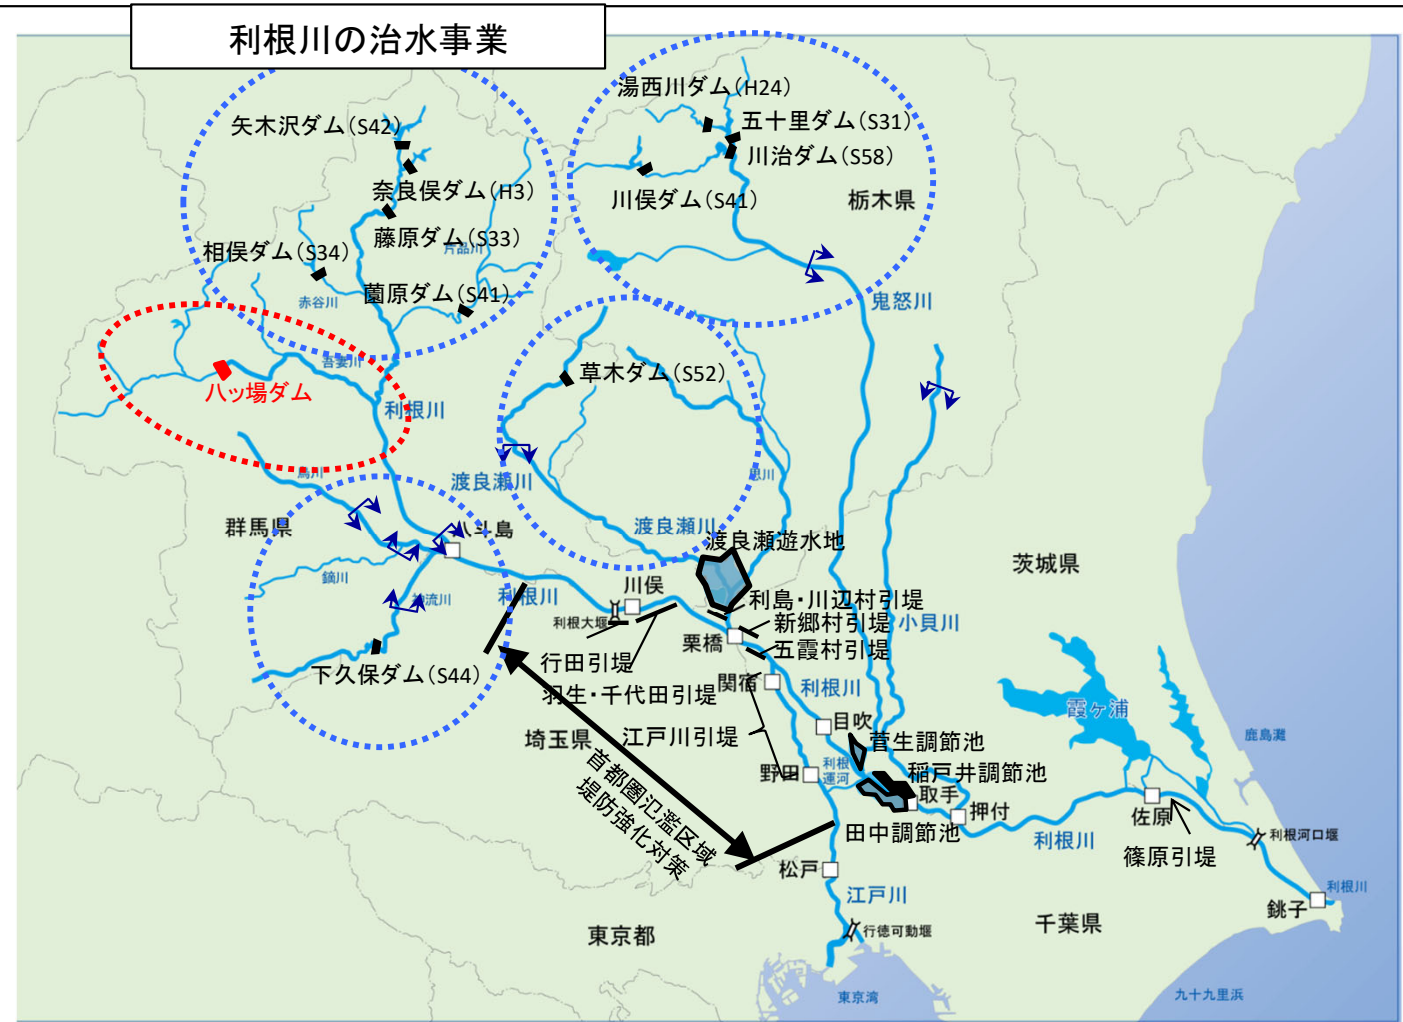 利根川の治水事業
湯西川ダム(H24)
矢木沢ダム(S42)
五十里ダム(S31)
川治ダム(S58)
奈良俣ダム(H3)
川俣ダム(S41)
栃木県
藤原ダム(S33)
片品川
相俣ダム(S34)
薗原ダム(S41)
赤谷川
鬼怒川
吾妻川
草木ダム(S52)
八ッ場ダム
利根川
烏川
渡良瀬川
思川
群馬県
八斗島
渡良瀬川
渡良瀬遊水地
茨城県
鏑川
神流川
利根川
川俣
利島・川辺村引堤
利根大堰
新郷村引堤
小貝川
栗橋
五霞村引堤
行田引堤
下久保ダム(S44)
羽生・千代田引堤
関宿
利根川
霞ヶ浦
目吹
鹿島灘
埼玉県
江戸川引堤
菅生調節池
首都圏氾濫区域
堤防強化対策
野田
利根
運河
稲戸井調節池
取手
押付
佐原
田中調節池
利根川
利根河口堰
篠原引堤
松戸
江戸川
利根川
銚子
千葉県
東京都
行徳可動堰
東京湾
九十九里浜